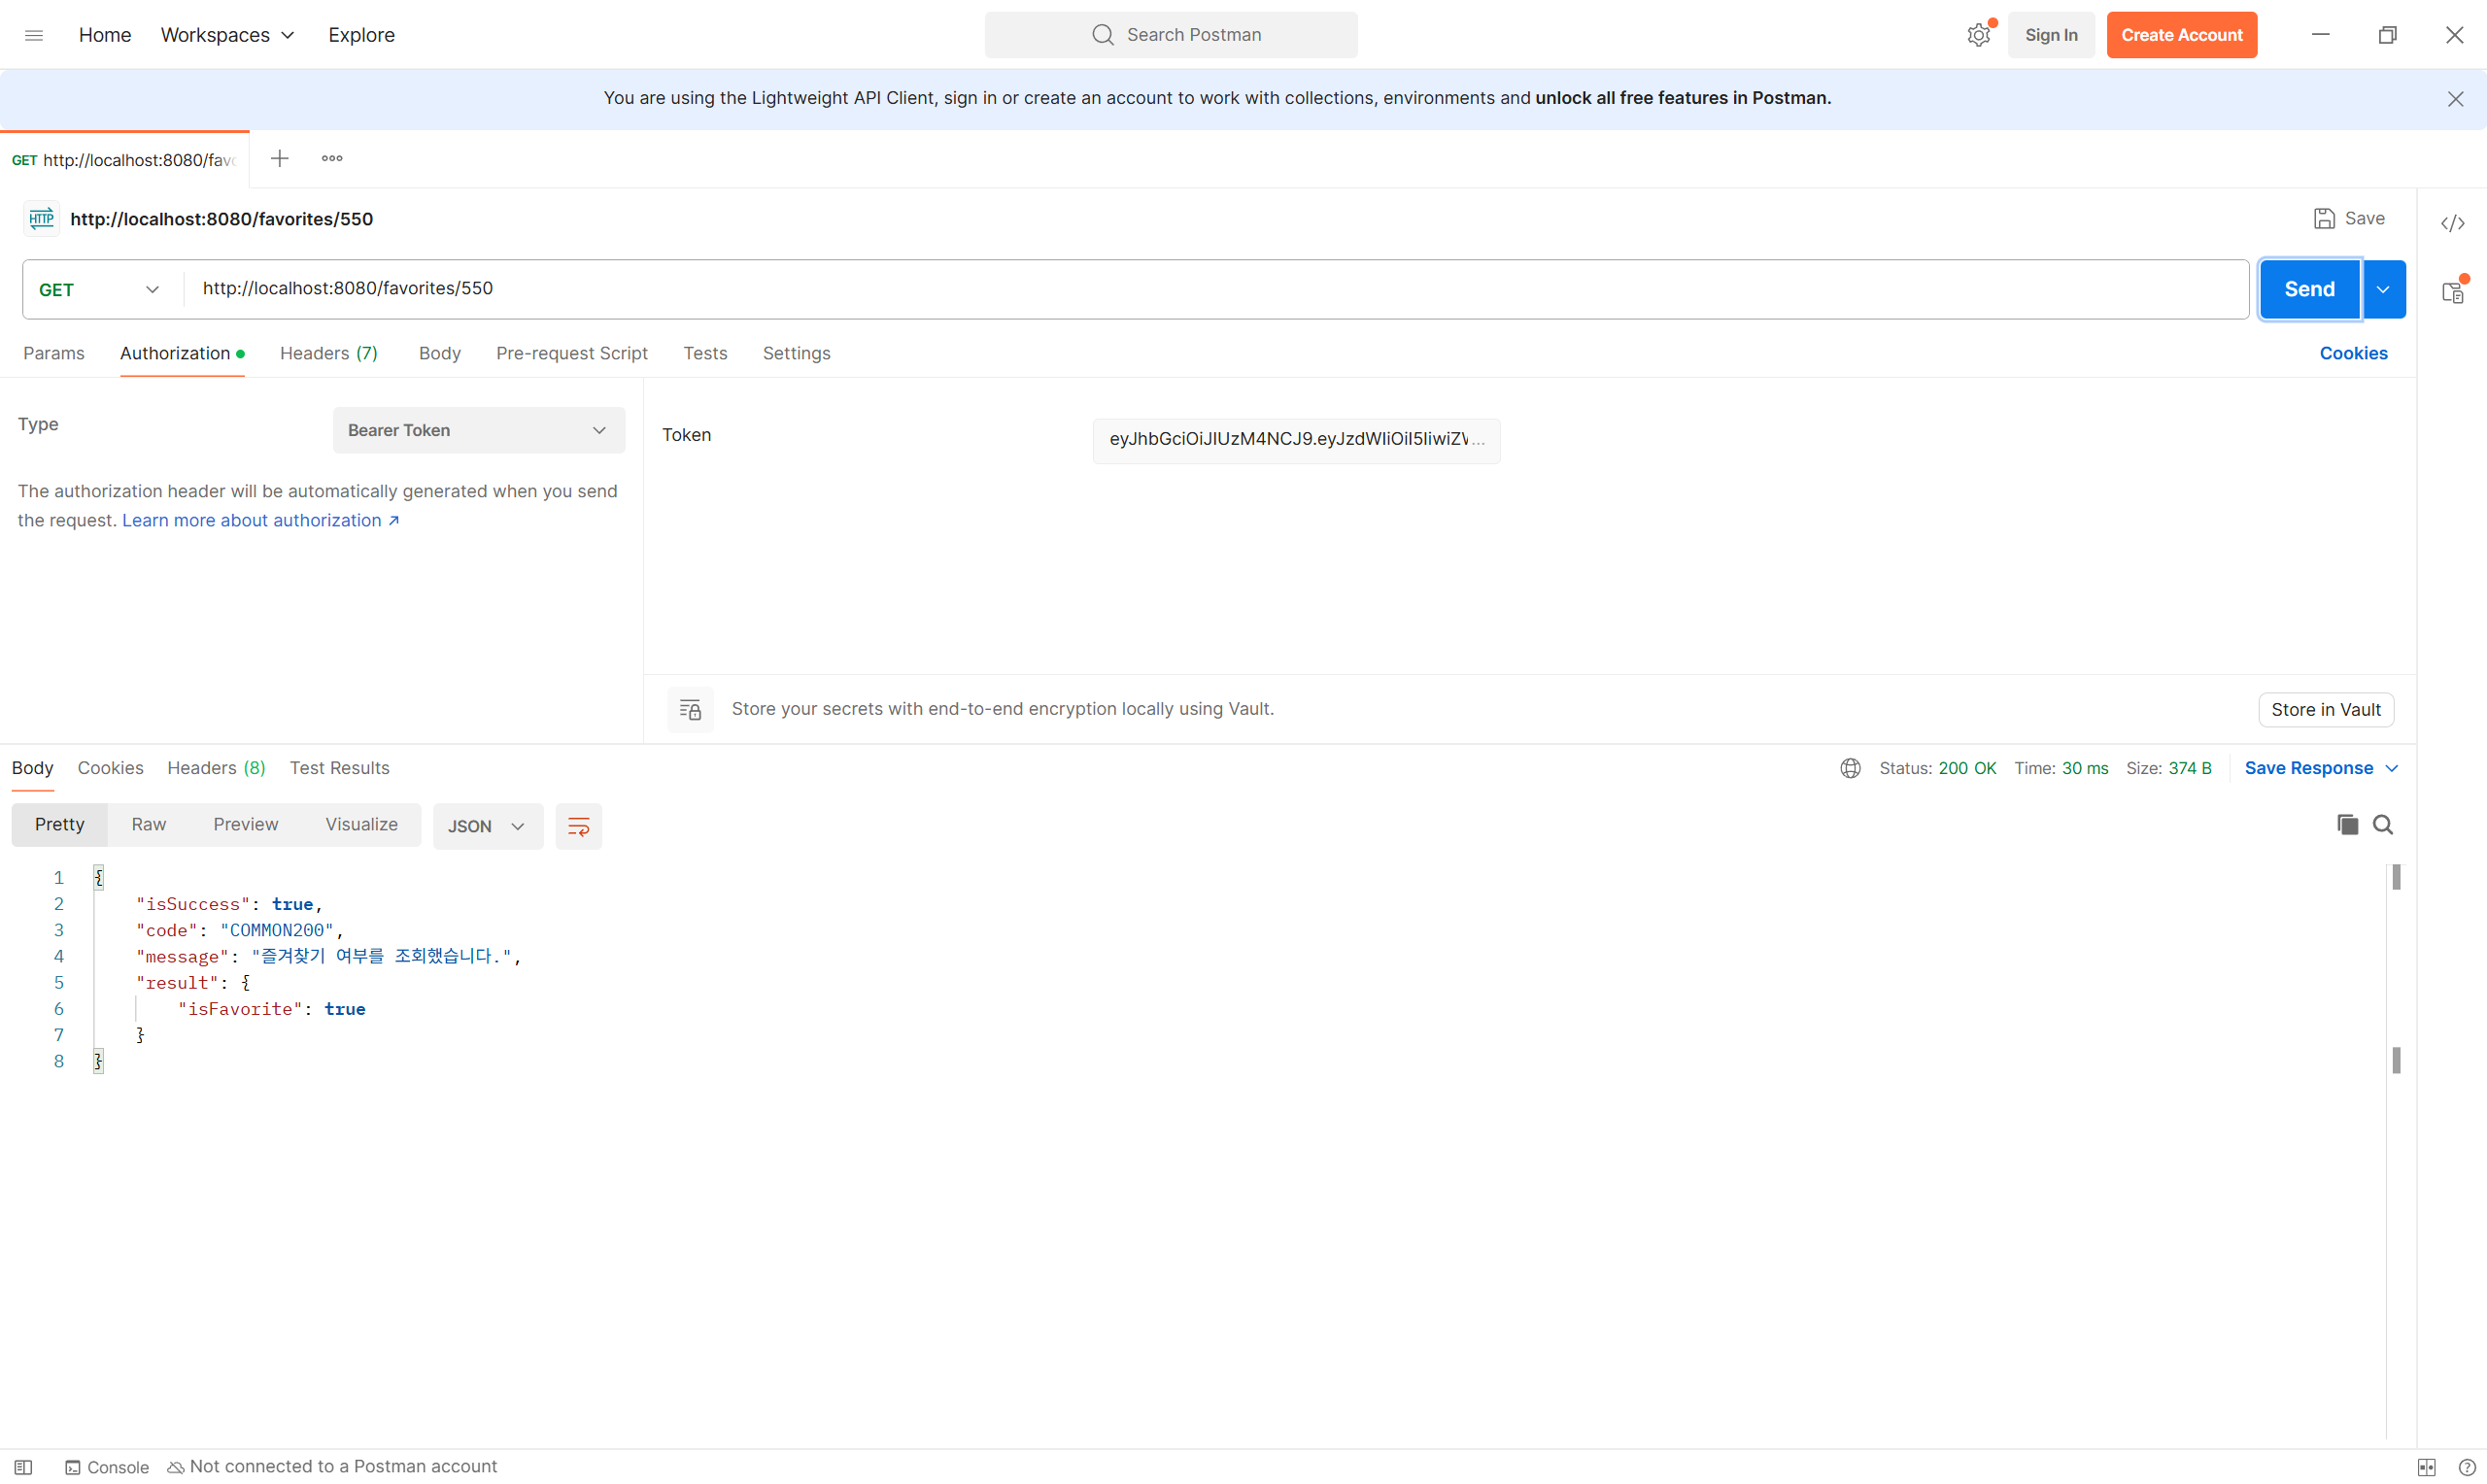 Home Workspaces Explore Search Postman Sign In Create Account
You are using the Lightweight API Client, sign in or create an account to work with collections, environments and unlock all free features in Postman.
GET http://localhost:8080/favo
HTTP http://localhost:8080/favorites/550 Save
GET http://localhost:8080/favorites/550 Send
Params Authorization Headers (7) Body Pre-request Script Tests Settings Cookies
Type Bearer Token
The authorization header will be automatically generated when you send
the request. Learn more about authorization ↗
Token eyJhbGciOiJIUzM4NCJ9.eyJzdWIiOiI5IiwiZV...
Store your secrets with end-to-end encryption locally using Vault. Store in Vault
Body Cookies Headers (8) Test Results Status: 200 OK Time: 30 ms Size: 374 B Save Response
Pretty Raw Preview Visualize JSON
1 {
2 "isSuccess": true,
3 "code": "COMMON200",
4 "message": "즐겨찾기 여부를 조회했습니다.",
5 "result": {
6 "isFavorite": true
7 }
8 }
Console Not connected to a Postman account